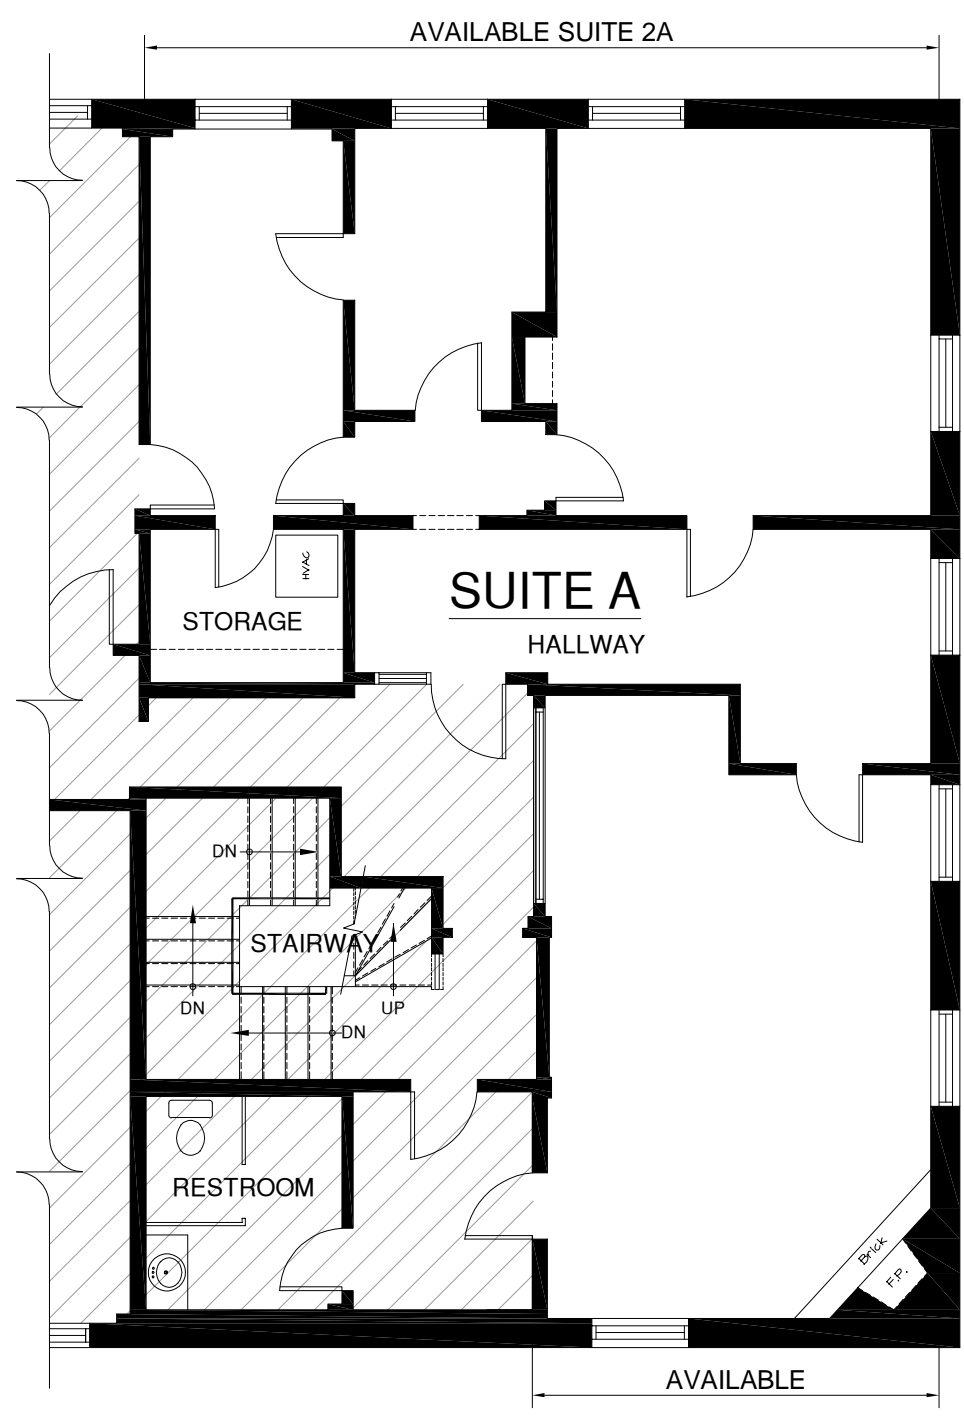 AVAILABLE SUITE 2A
HVAC
SUITE A
STORAGE
HALLWAY
DN
STAIRWAY
DN
UP
DN
RESTROOM
Brick
F.P.
AVAILABLE